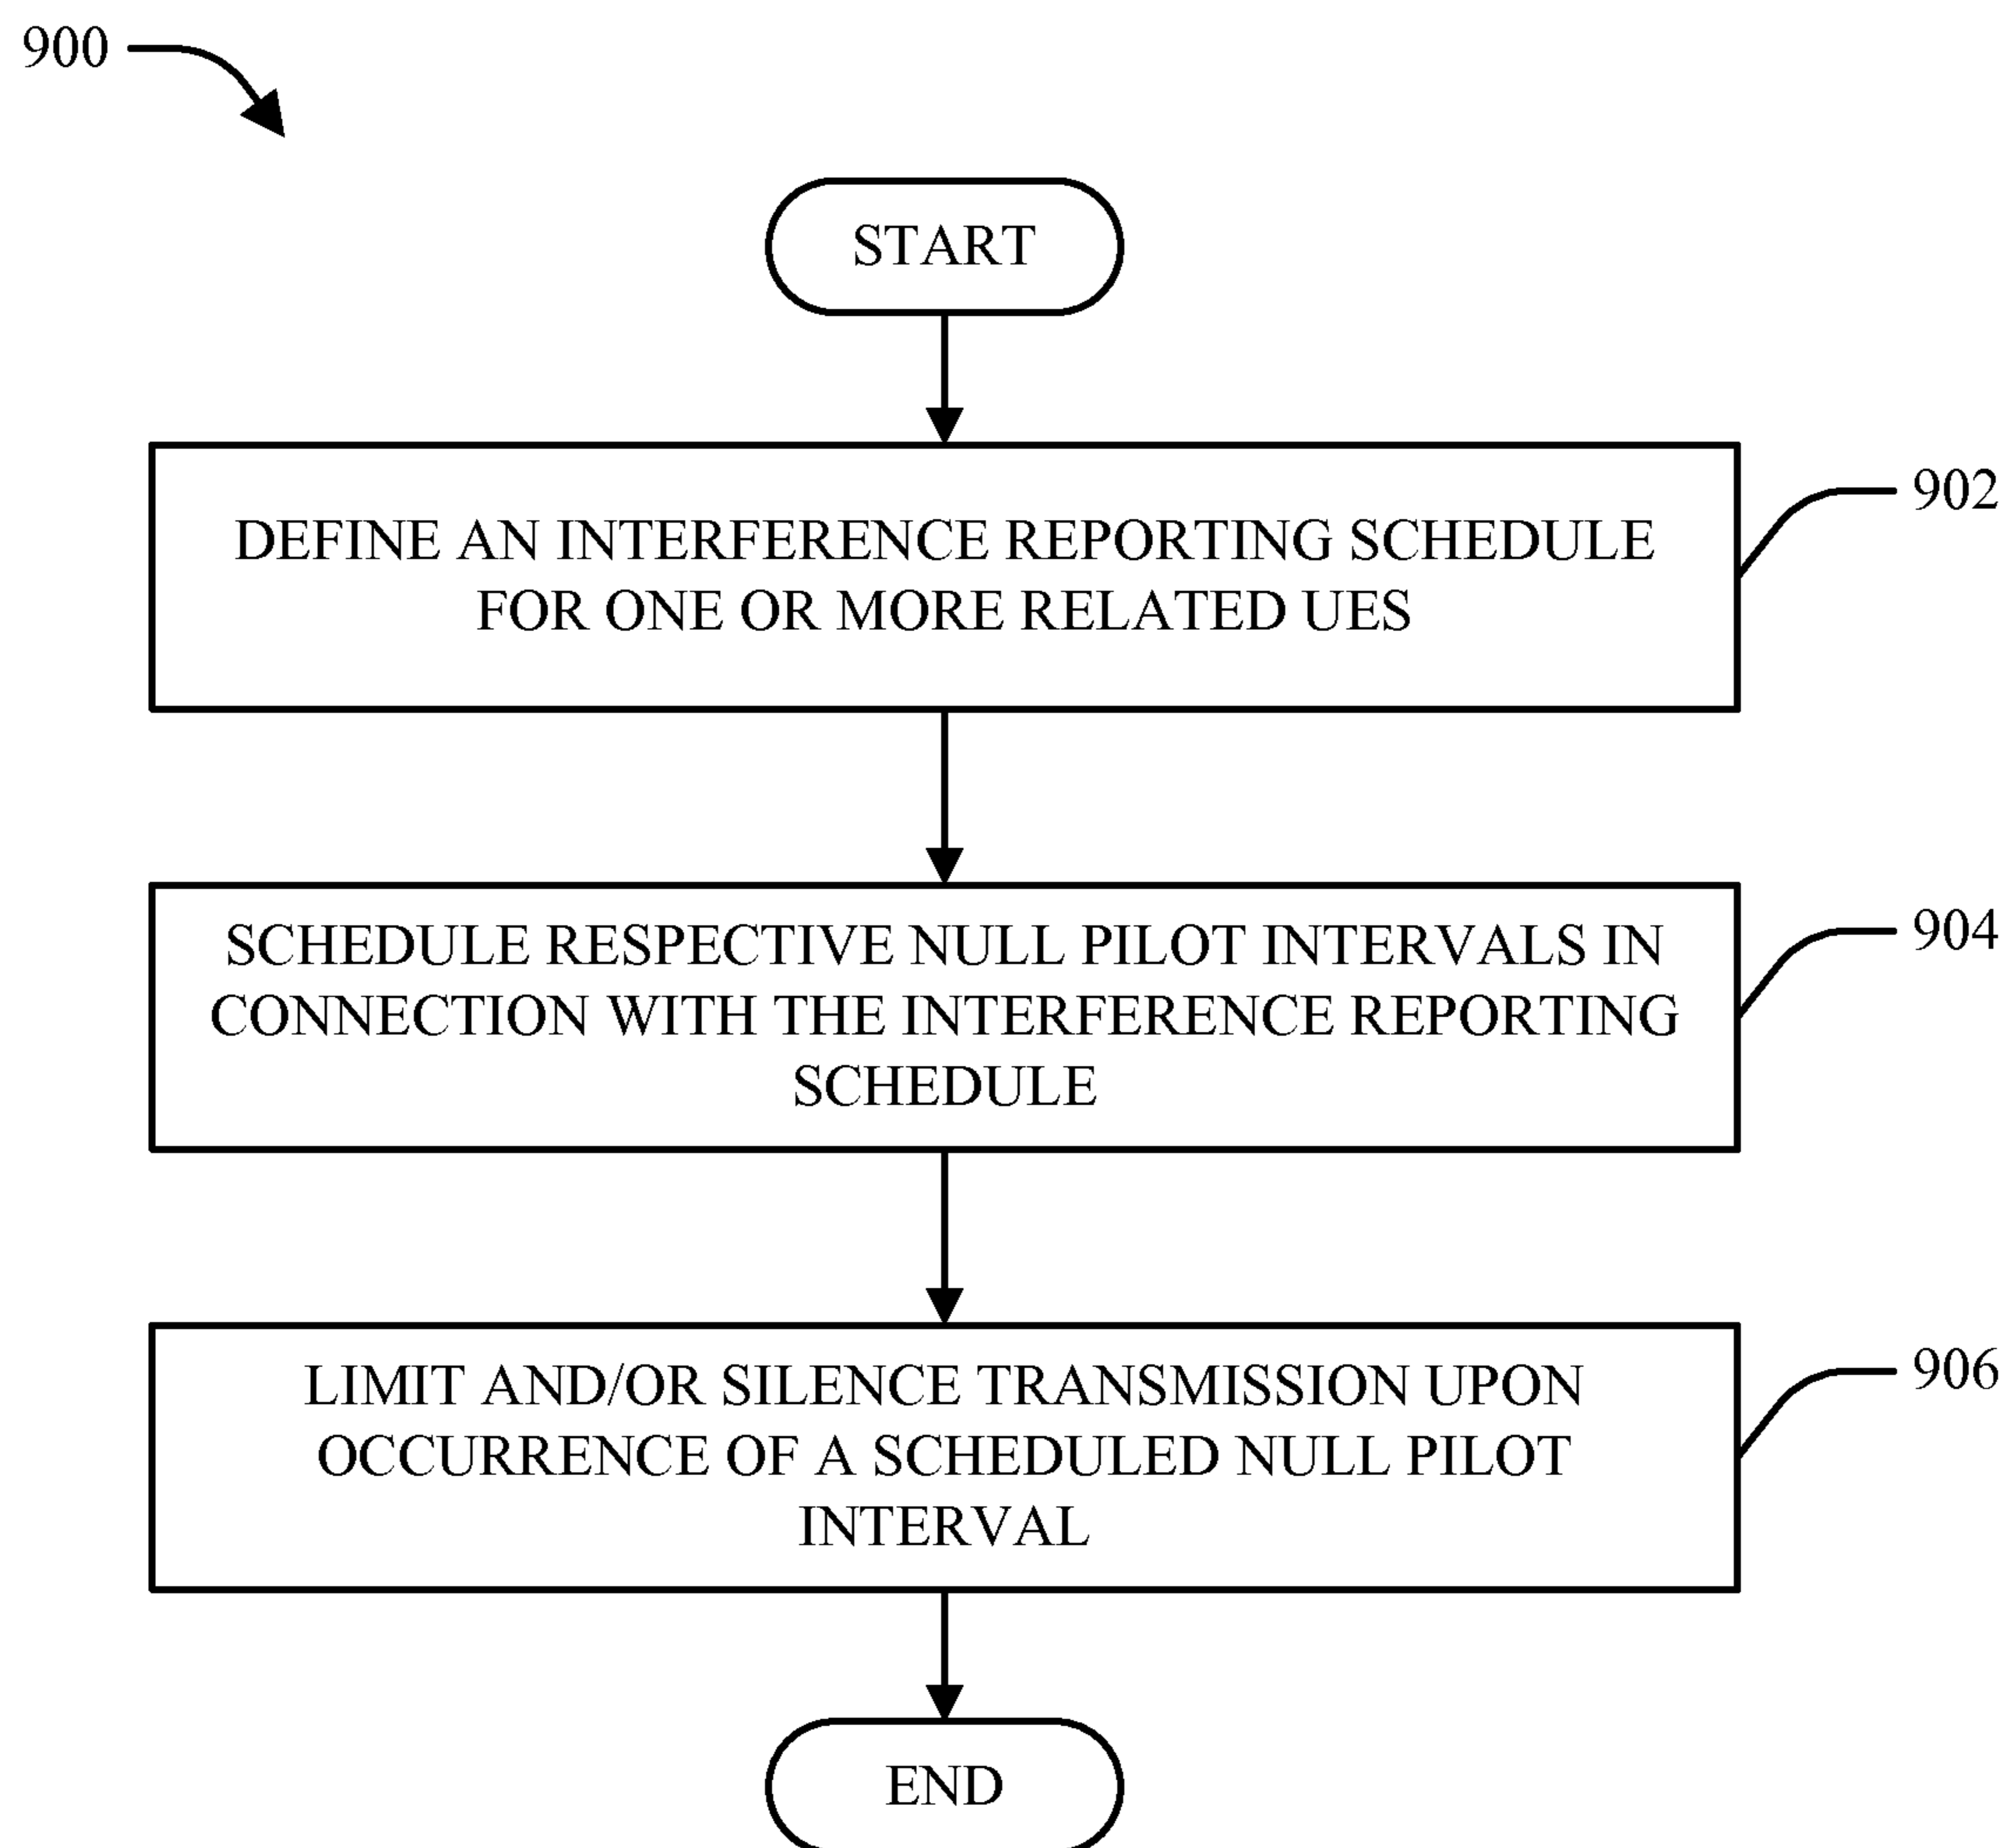 900
START
DEFINE AN INTERFERENCE REPORTING SCHEDULE
FOR ONE OR MORE RELATED UES
902
SCHEDULE RESPECTIVE NULL PILOT INTERVALS IN
CONNECTION WITH THE INTERFERENCE REPORTING
SCHEDULE
904
LIMIT AND/OR SILENCE TRANSMISSION UPON
OCCURRENCE OF A SCHEDULED NULL PILOT
INTERVAL
906
END